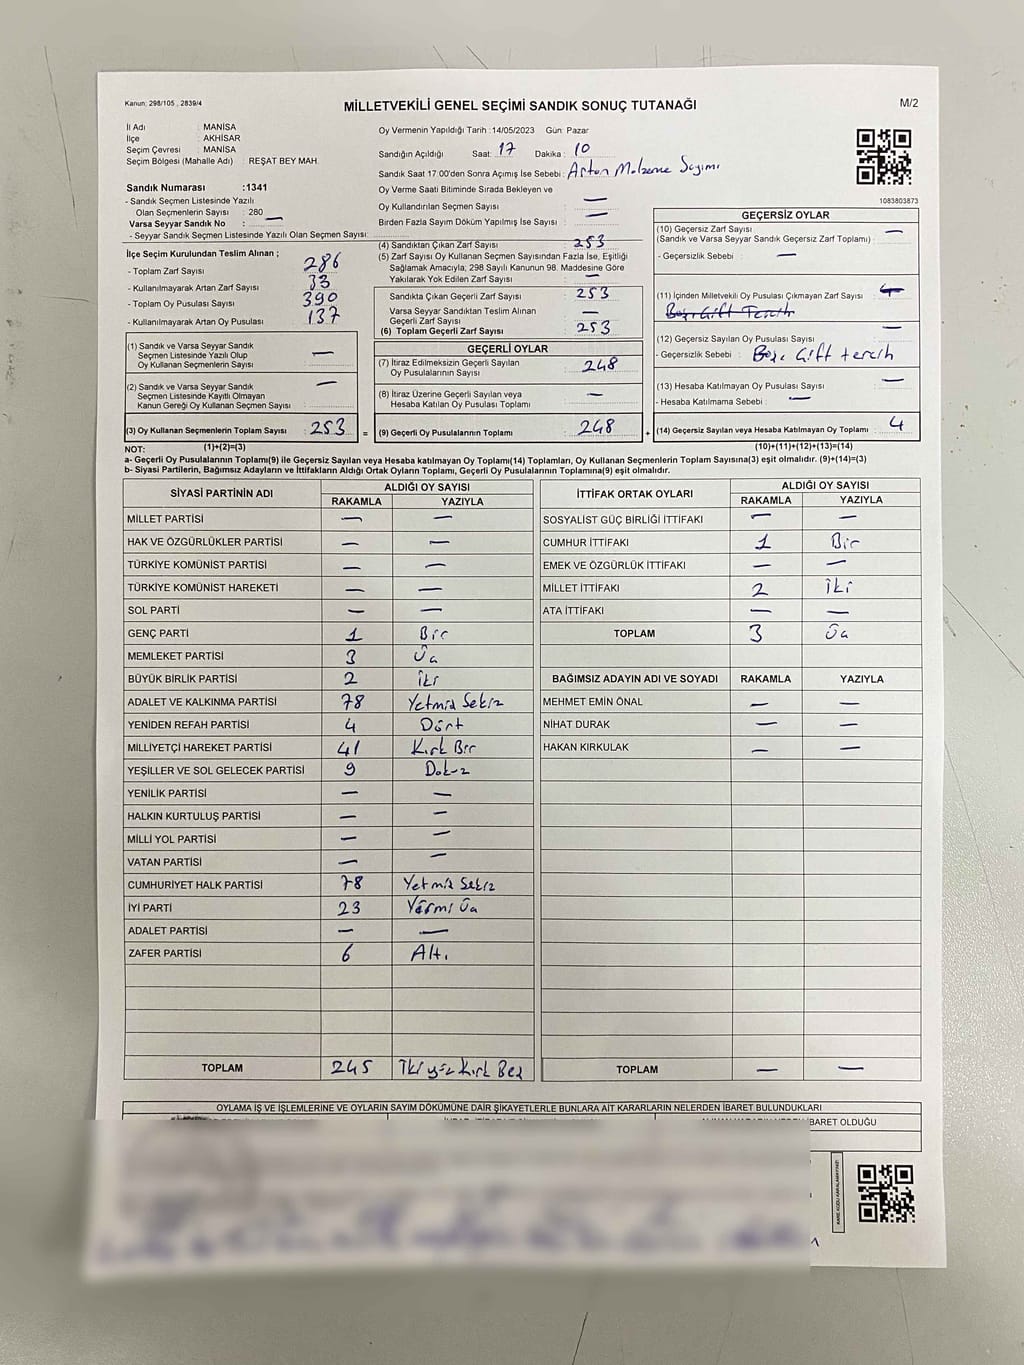 Kanun: 298/105 , 2839/4
MİLLETVEKİLİ GENEL SEÇİMİ SANDIK SONUÇ TUTANAĞI
M/2
İl Adı : MANİSA
İlçe : AKHİSAR
Seçim Çevresi : MANİSA
Seçim Bölgesi (Mahalle Adı) : REŞAT BEY MAH.
Oy Vermenin Yapıldığı Tarih :14/05/2023 Gün: Pazar
Sandığın Açıldığı Saat: 17 Dakika : 10
Sandık Saat 17.00'den Sonra Açımış İse Sebebi : Artan Malzeme Sayımı
Sandık Numarası :1341
- Sandık Seçmen Listesinde Yazılı
Olan Seçmenlerin Sayısı : 280
Varsa Seyyar Sandık No : —
- Seyyar Sandık Seçmen Listesinde Yazılı Olan Seçmen Sayısı:
Oy Verme Saati Bitiminde Sırada Bekleyen ve
Oy Kullandırılan Seçmen Sayısı : —
Birden Fazla Sayım Döküm Yapılmış İse Sayısı : —
1083803873
İlçe Seçim Kurulundan Teslim Alınan ;
- Toplam Zarf Sayısı : 286
- Kullanılmayarak Artan Zarf Sayısı : 33
- Toplam Oy Pusulası Sayısı : 390
- Kullanılmayarak Artan Oy Pusulası : 137
(1) Sandık ve Varsa Seyyar Sandık
Seçmen Listesinde Yazılı Olup
Oy Kullanan Seçmenlerin Sayısı : —
(2) Sandık ve Varsa Seyyar Sandık
Seçmen Listesinde Kayıtlı Olmayan
Kanun Gereği Oy Kullanan Seçmen Sayısı : —
(3) Oy Kullanan Seçmenlerin Toplam Sayısı : 253
(1)+(2)=(3)
(4) Sandıktan Çıkan Zarf Sayısı : 253
(5) Zarf Sayısı Oy Kullanan Seçmen Sayısından Fazla İse, Eşitliği
Sağlamak Amacıyla; 298 Sayılı Kanunun 98. Maddesine Göre
Yakılarak Yok Edilen Zarf Sayısı : —
Sandıkta Çıkan Geçerli Zarf Sayısı : 253
Varsa Seyyar Sandıktan Teslim Alınan
Geçerli Zarf Sayısı : —
(6) Toplam Geçerli Zarf Sayısı : 253
GEÇERLİ OYLAR
(7) İtiraz Edilmeksizin Geçerli Sayılan
Oy Pusulalarının Sayısı : 248
(8) İtiraz Üzerine Geçerli Sayılan veya
Hesaba Katılan Oy Pusulası Toplamı : —
= (9) Geçerli Oy Pusulalarının Toplamı : 248 +
GEÇERSİZ OYLAR
(10) Geçersiz Zarf Sayısı
(Sandık ve Varsa Seyyar Sandık Geçersiz Zarf Toplamı) : —
- Geçersizlik Sebebi : —
(11) İçinden Milletvekili Oy Pusulası Çıkmayan Zarf Sayısı : 4
(12) Geçersiz Sayılan Oy Pusulası Sayısı : —
- Geçersizlik Sebebi : Boş, Çift tercih
(13) Hesaba Katılmayan Oy Pusulası Sayısı : —
- Hesaba Katılmama Sebebi : —
(14) Geçersiz Sayılan veya Hesaba Katılmayan Oy Toplamı : 4
(10)+(11)+(12)+(13)=(14)
NOT:
a- Geçerli Oy Pusulalarının Toplamı(9) ile Geçersiz Sayılan veya Hesaba katılmayan Oy Toplamı(14) Toplamları, Oy Kullanan Seçmenlerin Toplam Sayısına(3) eşit olmalıdır. (9)+(14)=(3)
b- Siyasi Partilerin, Bağımsız Adayların ve İttifakların Aldığı Ortak Oyların Toplamı, Geçerli Oy Pusulalarının Toplamına(9) eşit olmalıdır.
SİYASİ PARTİNİN ADI ALDIĞI OY SAYISI
RAKAMLA YAZIYLA
MİLLET PARTİSİ — —
HAK VE ÖZGÜRLÜKLER PARTİSİ — —
TÜRKİYE KOMÜNİST PARTİSİ — —
TÜRKİYE KOMÜNİST HAREKETİ — —
SOL PARTİ — —
GENÇ PARTİ 1 Bir
MEMLEKET PARTİSİ 3 Üç
BÜYÜK BİRLİK PARTİSİ 2 İki
ADALET VE KALKINMA PARTİSİ 78 Yetmiş Sekiz
YENİDEN REFAH PARTİSİ 4 Dört
MİLLİYETÇİ HAREKET PARTİSİ 41 Kırk Bir
YEŞİLLER VE SOL GELECEK PARTİSİ 9 Dokuz
YENİLİK PARTİSİ — —
HALKIN KURTULUŞ PARTİSİ — —
MİLLİ YOL PARTİSİ — —
VATAN PARTİSİ — —
CUMHURİYET HALK PARTİSİ 78 Yetmiş Sekiz
İYİ PARTİ 23 Yirmi Üç
ADALET PARTİSİ — —
ZAFER PARTİSİ 6 Altı
TOPLAM 245 İki yüz Kırk Beş
İTTİFAK ORTAK OYLARI ALDIĞI OY SAYISI
RAKAMLA YAZIYLA
SOSYALİST GÜÇ BİRLİĞİ İTTİFAKI — —
CUMHUR İTTİFAKI 1 Bir
EMEK VE ÖZGÜRLÜK İTTİFAKI — —
MİLLET İTTİFAKI 2 İki
ATA İTTİFAKI — —
TOPLAM 3 Üç
BAĞIMSIZ ADAYIN ADI VE SOYADI RAKAMLA YAZIYLA
MEHMET EMİN ÖNAL — —
NİHAT DURAK — —
HAKAN KIRKULAK — —
TOPLAM — —
OYLAMA İŞ VE İŞLEMLERİNE VE OYLARIN SAYIM DÖKÜMÜNE DAİR ŞİKAYETLERLE BUNLARA AİT KARARLARIN NELERDEN İBARET BULUNDUKLARI
İBARET OLDUĞU